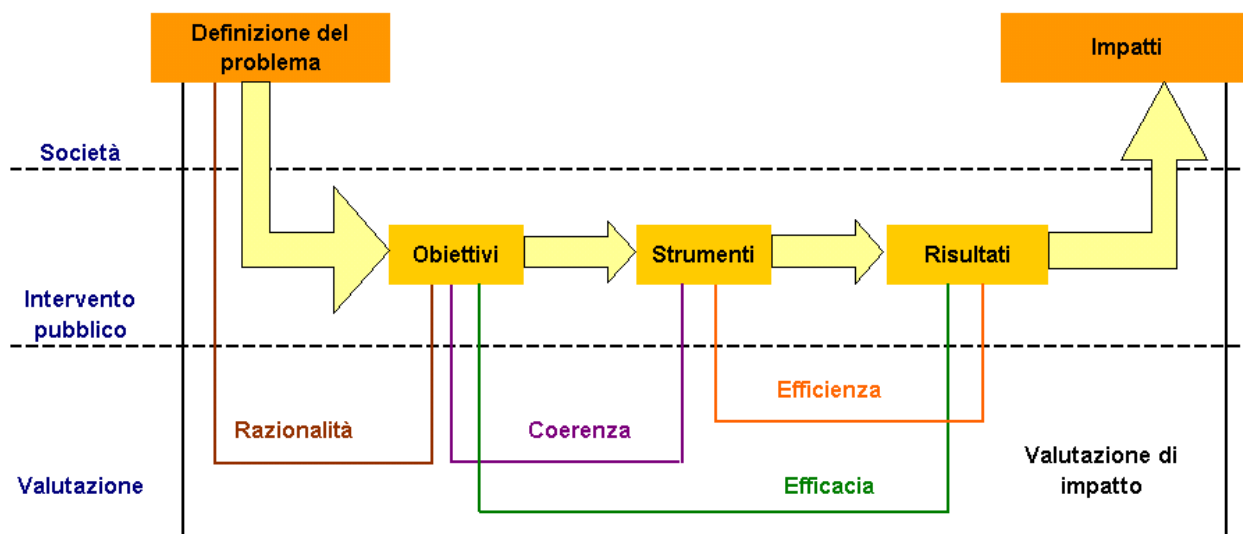 Definizione del
problema
Impatti
Società
Obiettivi
Strumenti
Risultati
Intervento
pubblico
Efficienza
Razionalità
Coerenza
Valutazione di
impatto
Valutazione
Efficacia